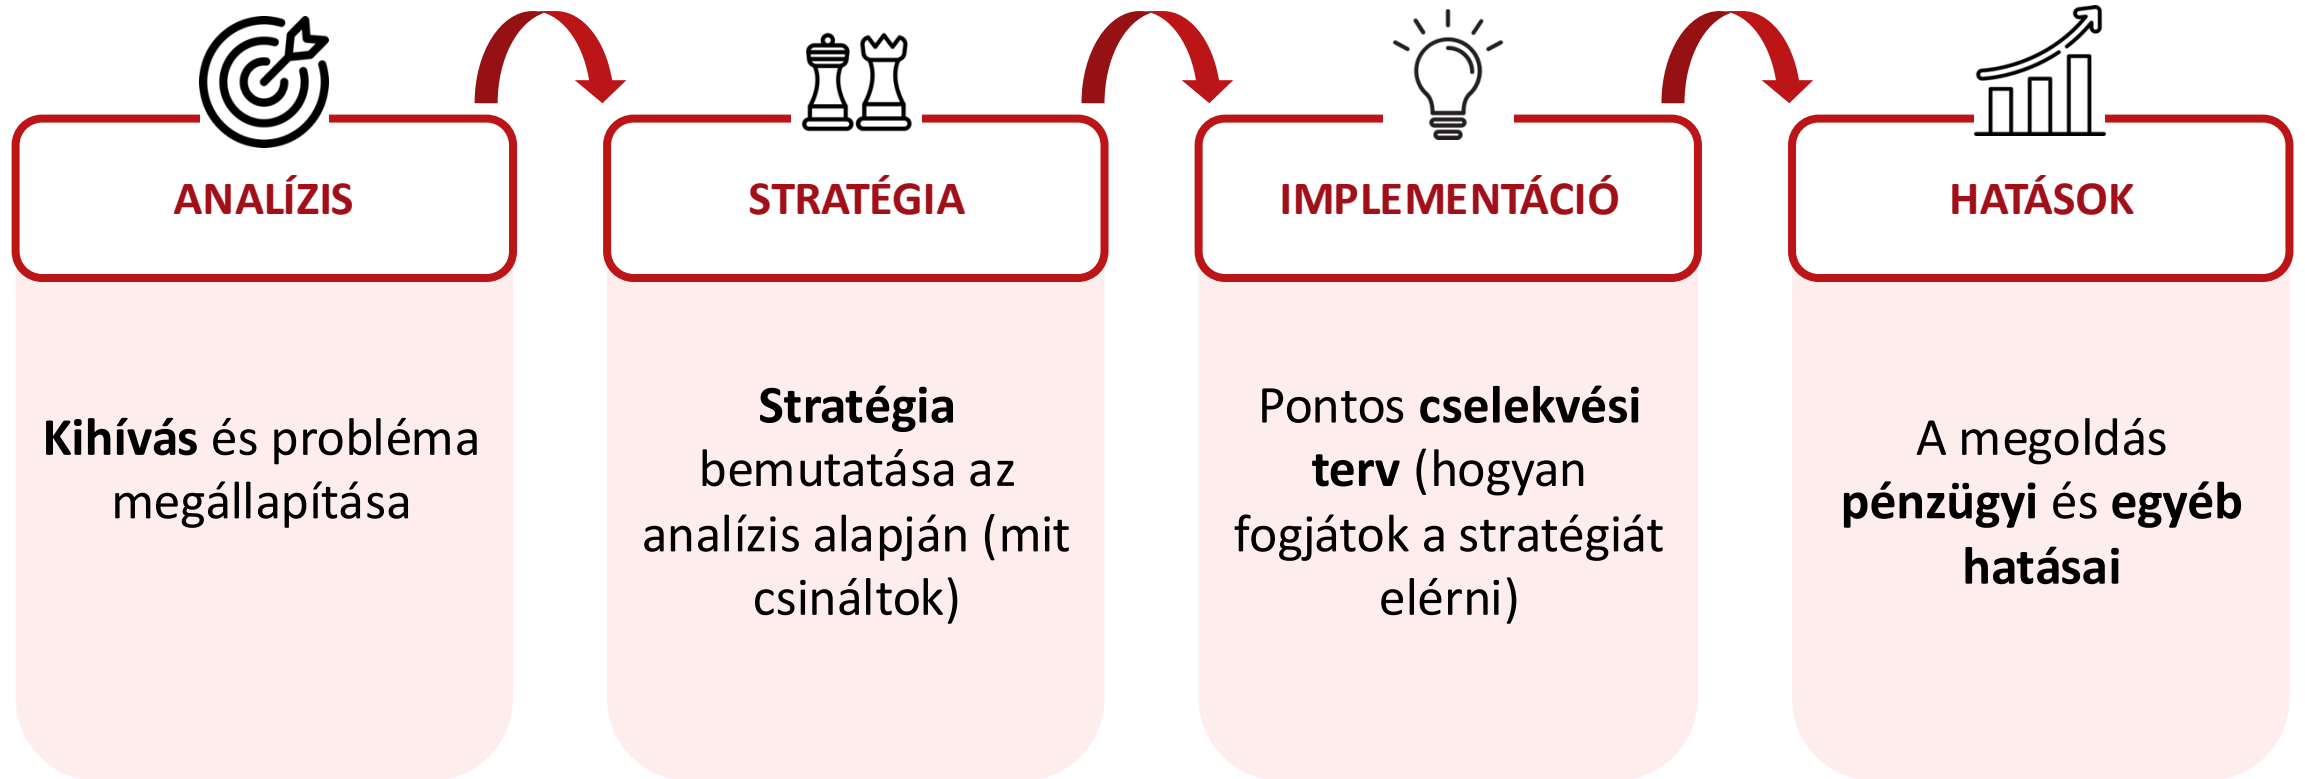 ANALÍZIS
STRATÉGIA
IMPLEMENTÁCIÓ
HATÁSOK
Kihívás és probléma
megállapítása
Stratégia
bemutatása az
analízis alapján (mit
csináltok)
Pontos cselekvési
terv (hogyan
fogjátok a stratégiát
elérni)
A megoldás
pénzügyi és egyéb
hatásai